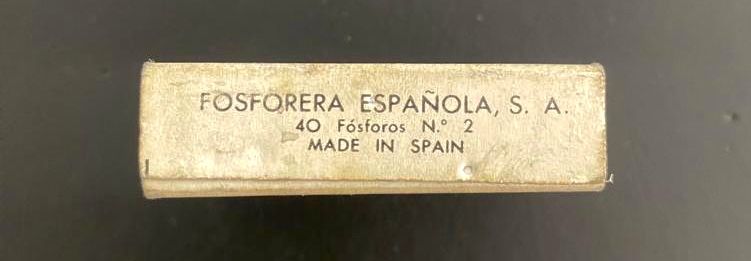 FOSFORERA ESPAÑOLA, S. A.
40 Fósforos N.° 2
MADE IN SPAIN